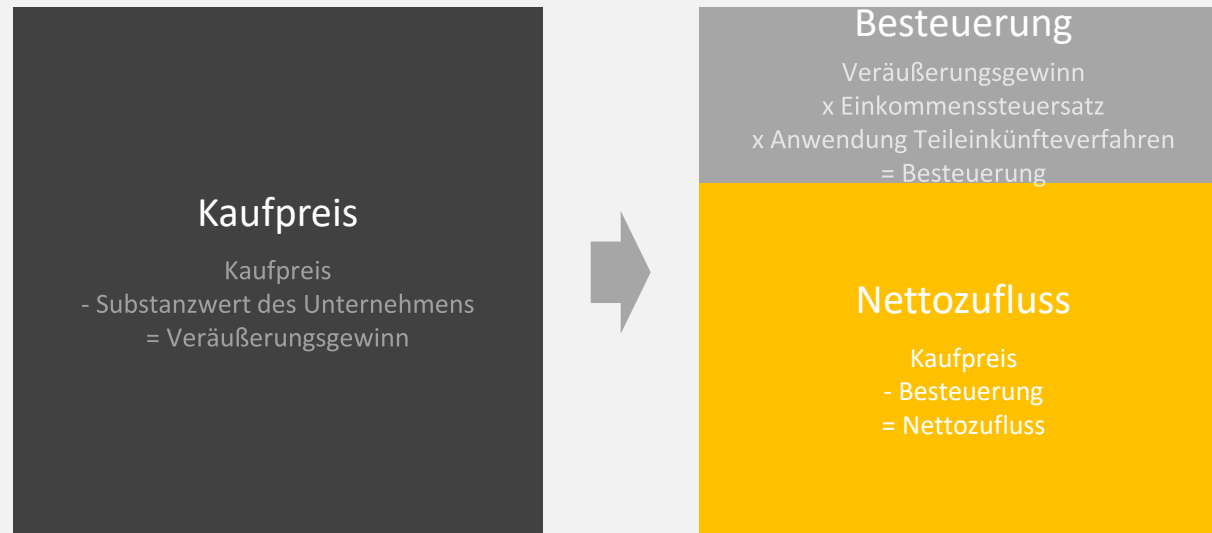 Kaufpreis
Kaufpreis
- Substanzwert des Unternehmens
= Veräußerungsgewinn
Besteuerung
Veräußerungsgewinn
x Einkommenssteuersatz
x Anwendung Teileinkünfteverfahren
= Besteuerung
Nettozufluss
Kaufpreis
- Besteuerung
= Nettozufluss